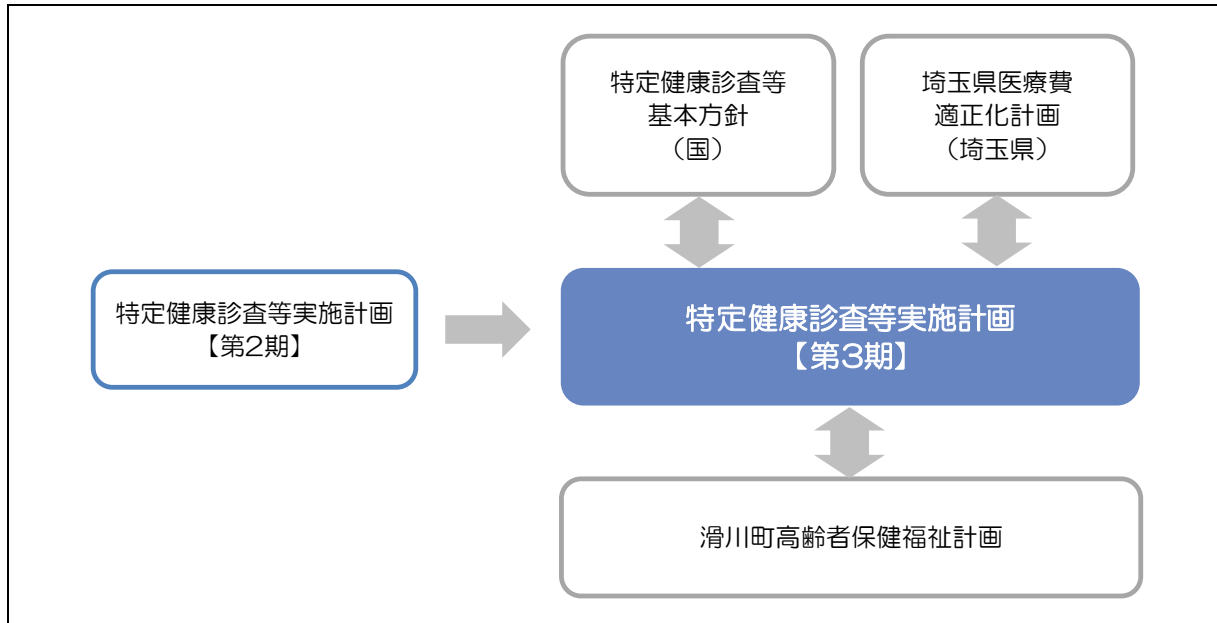 特定健康診査等
基本方針
（国）
埼玉県医療費
適正化計画
（埼玉県）
特定健康診査等実施計画
【第2期】
特定健康診査等実施計画
【第3期】
滑川町高齢者保健福祉計画